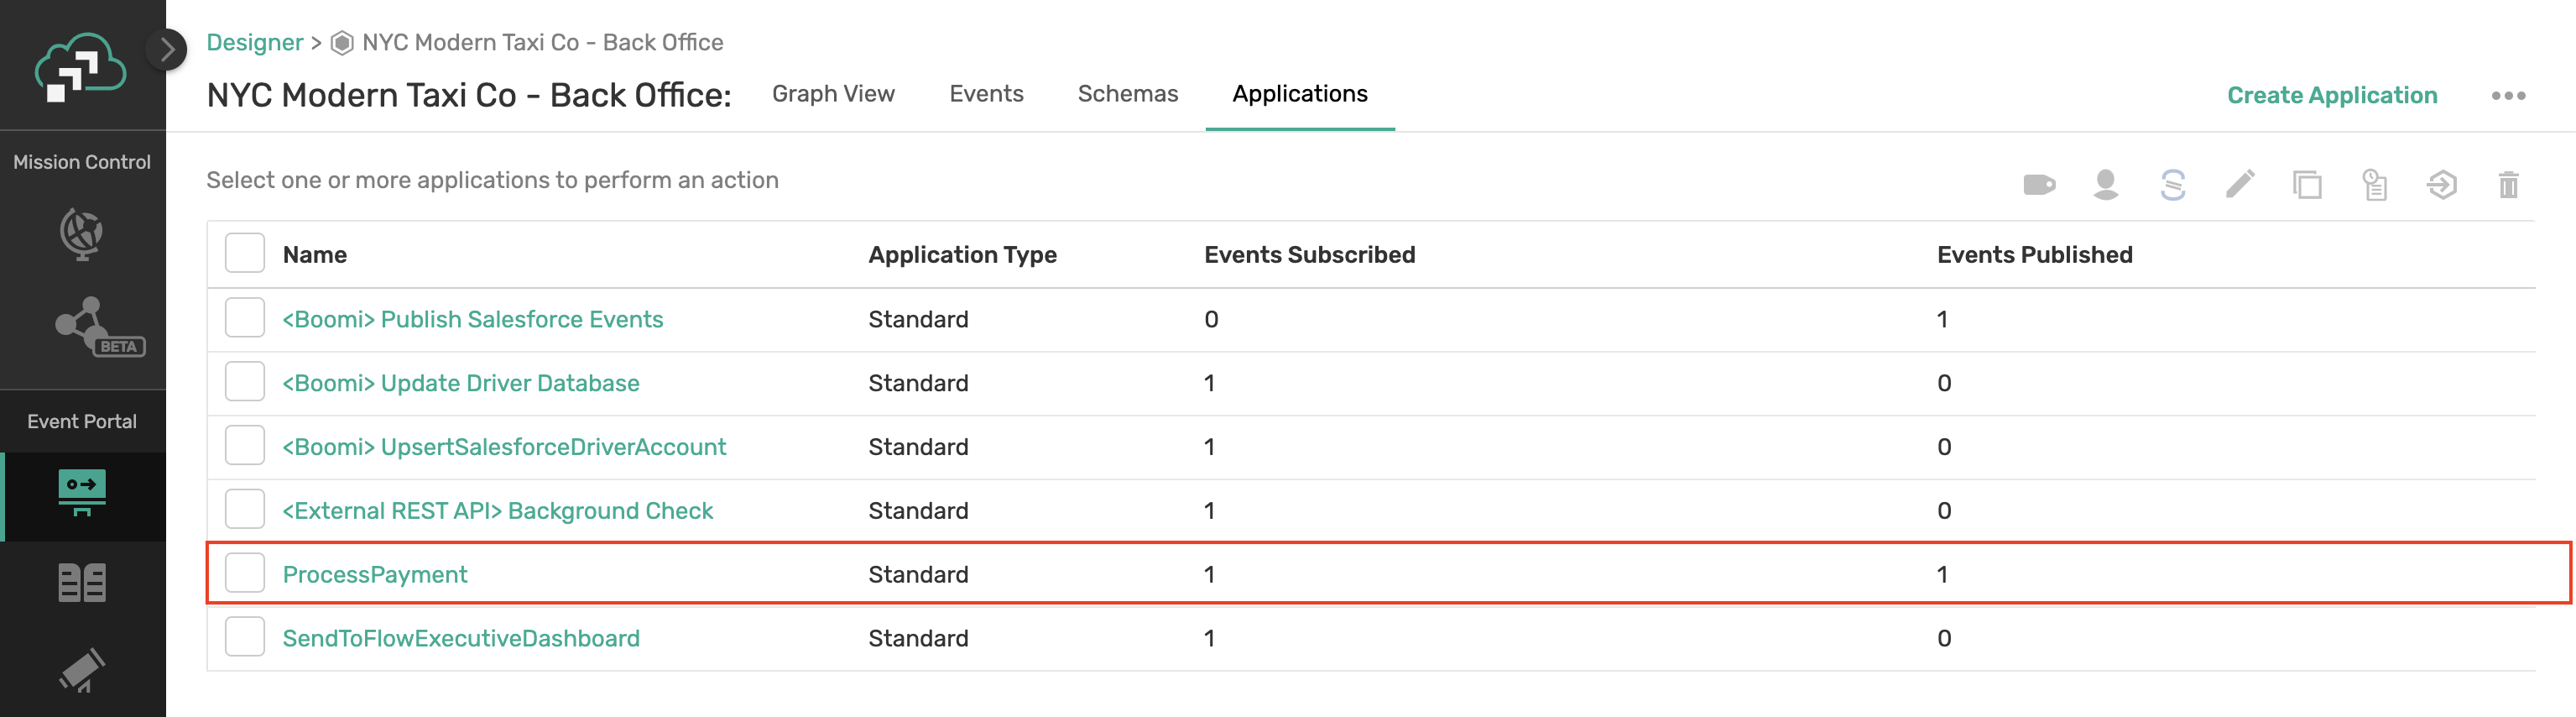 Designer > NYC Modern Taxi Co - Back Office
NYC Modern Taxi Co - Back Office: Graph View Events Schemas Applications Create Application
Mission Control
Select one or more applications to perform an action
Name Application Type Events Subscribed Events Published
<Boomi> Publish Salesforce Events Standard 0 1
BETA
<Boomi> Update Driver Database Standard 1 0
Event Portal
<Boomi> UpsertSalesforceDriverAccount Standard 1 0
<External REST API> Background Check Standard 1 0
ProcessPayment Standard 1 1
SendToFlowExecutiveDashboard Standard 1 0